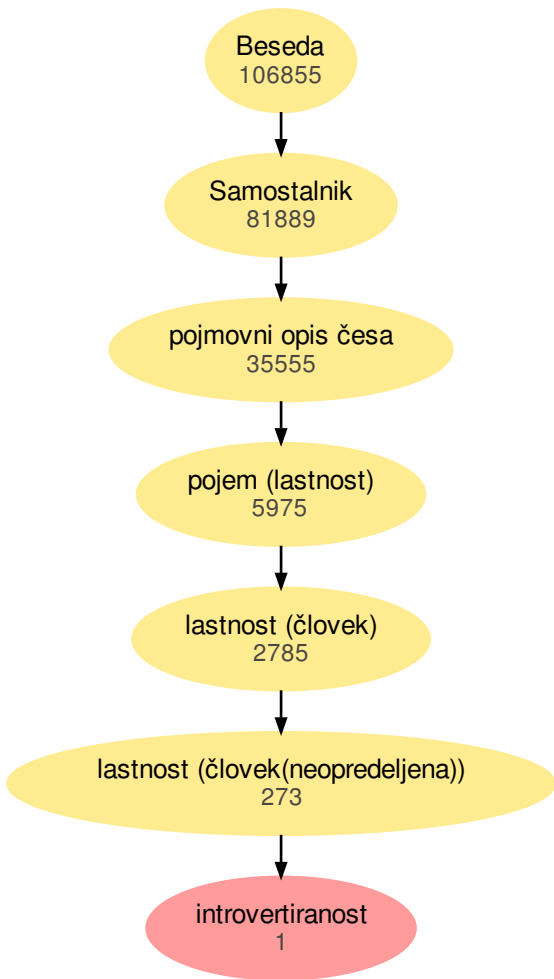 Beseda
106855
Samostalnik
81889
pojmovni opis česa
35555
pojem (lastnost)
5975
lastnost (človek)
2785
lastnost (človek(neopredeljena))
273
introvertiranost
1